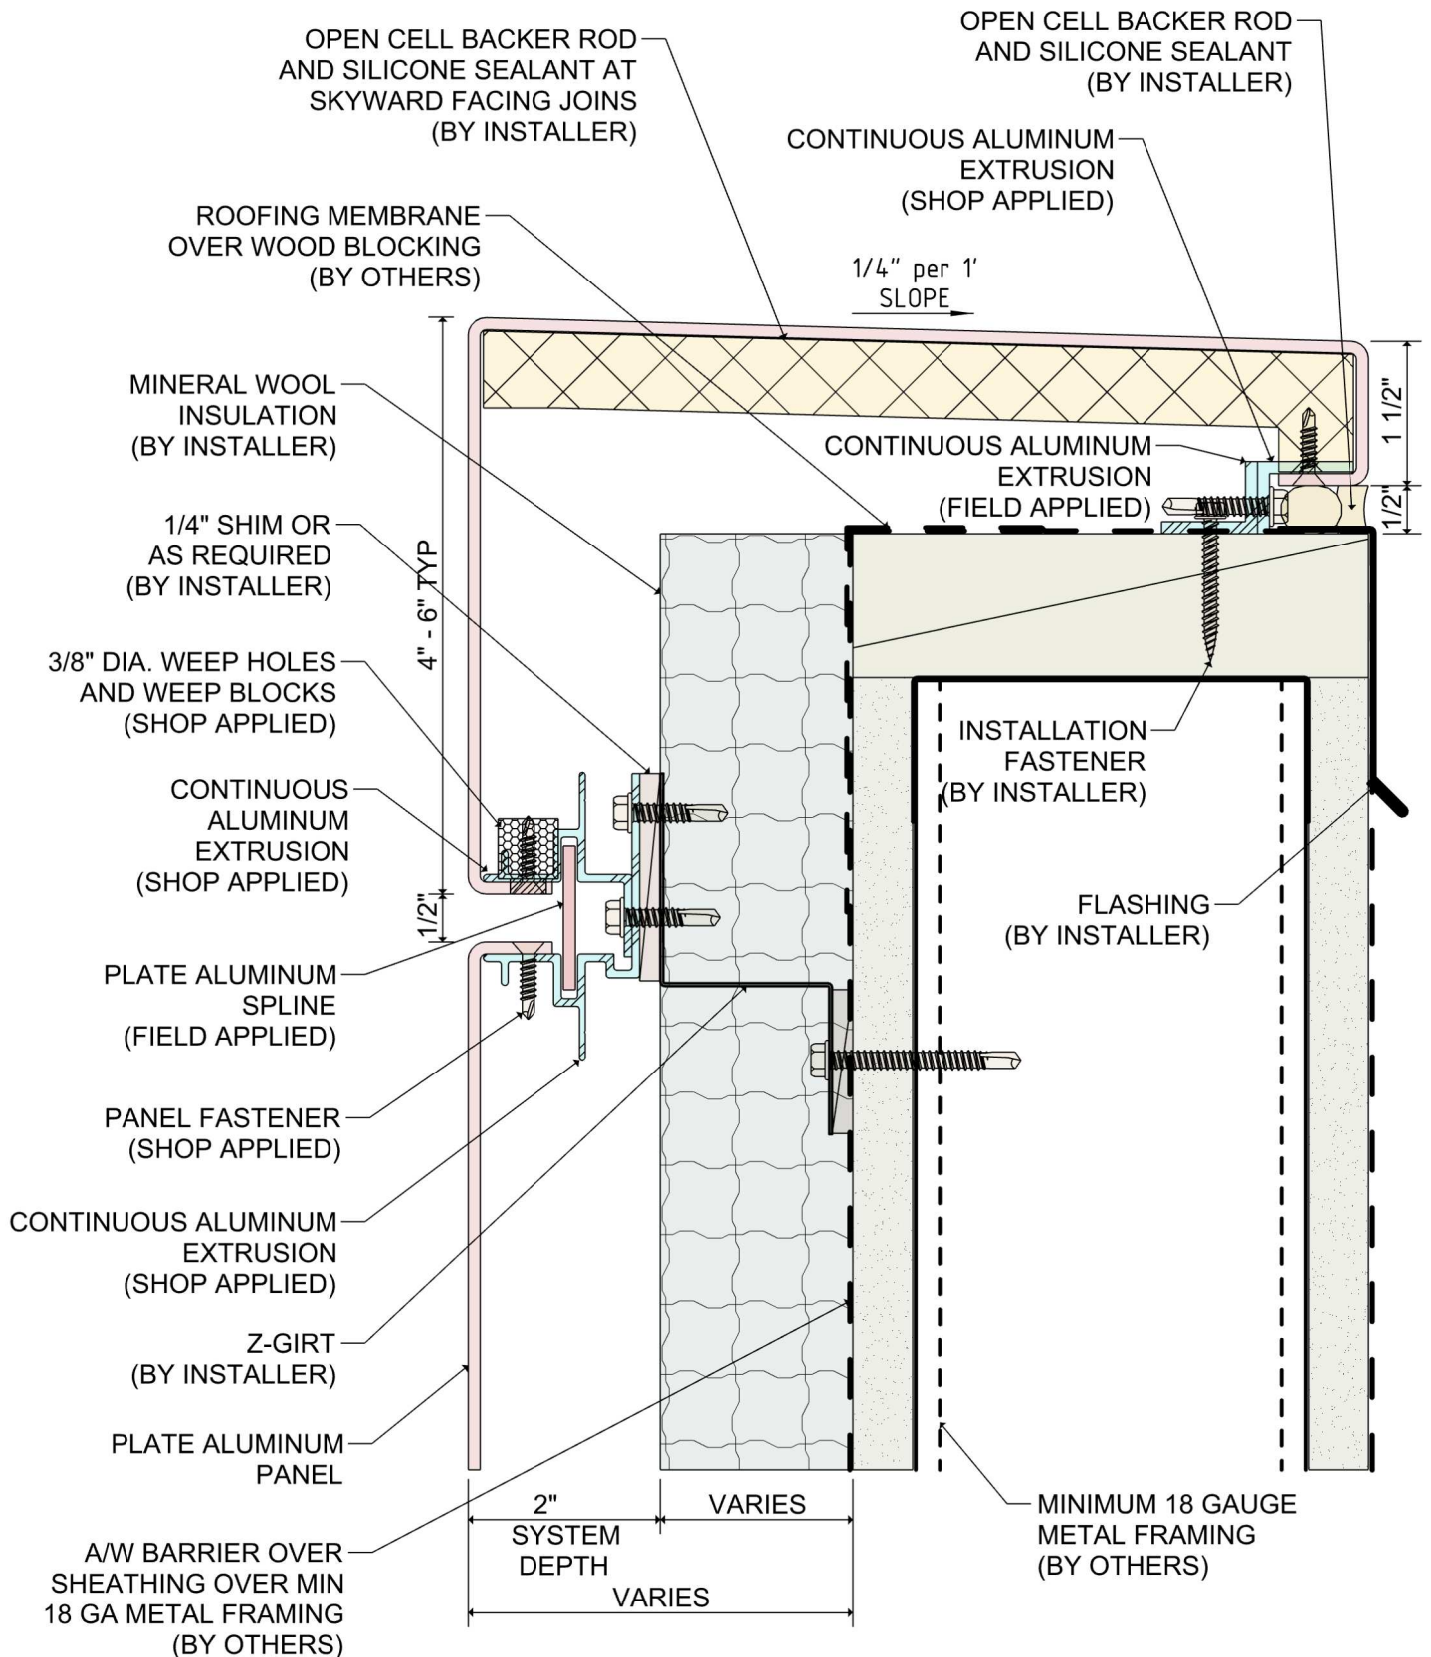 OPEN CELL BACKER ROD
AND SILICONE SEALANT AT
SKYWARD FACING JOINS
(BY INSTALLER)
OPEN CELL BACKER ROD
AND SILICONE SEALANT
(BY INSTALLER)
CONTINUOUS ALUMINUM
EXTRUSION
(SHOP APPLIED)
ROOFING MEMBRANE
OVER WOOD BLOCKING
(BY OTHERS)
1/4" per 1'
SLOPE
MINERAL WOOL
INSULATION
(BY INSTALLER)
1 1/2"
CONTINUOUS ALUMINUM
EXTRUSION
(FIELD APPLIED)
1/2"
1/4" SHIM OR
AS REQUIRED
(BY INSTALLER)
4" - 6" TYP
3/8" DIA. WEEP HOLES
AND WEEP BLOCKS
(SHOP APPLIED)
INSTALLATION
FASTENER
(BY INSTALLER)
CONTINUOUS
ALUMINUM
EXTRUSION
(SHOP APPLIED)
1/2"
FLASHING
(BY INSTALLER)
PLATE ALUMINUM
SPLINE
(FIELD APPLIED)
PANEL FASTENER
(SHOP APPLIED)
CONTINUOUS ALUMINUM
EXTRUSION
(SHOP APPLIED)
Z-GIRT
(BY INSTALLER)
PLATE ALUMINUM
PANEL
2"
SYSTEM
DEPTH
VARIES
MINIMUM 18 GAUGE
METAL FRAMING
(BY OTHERS)
A/W BARRIER OVER
SHEATHING OVER MIN
18 GA METAL FRAMING
(BY OTHERS)
VARIES